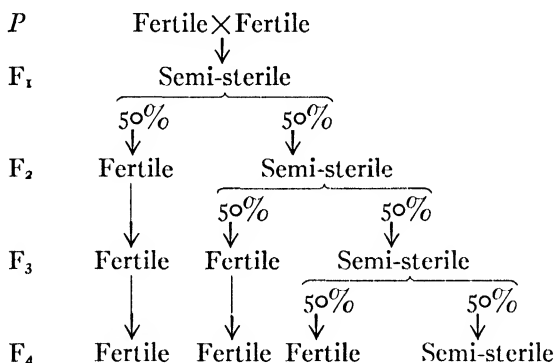 P Fertile×Fertile
F₁ Semi-sterile
50% 50%
F₂ Fertile Semi-sterile
50% 50%
F₃ Fertile Fertile Semi-sterile
50% 50%
F₄ Fertile Fertile Fertile Semi-sterile